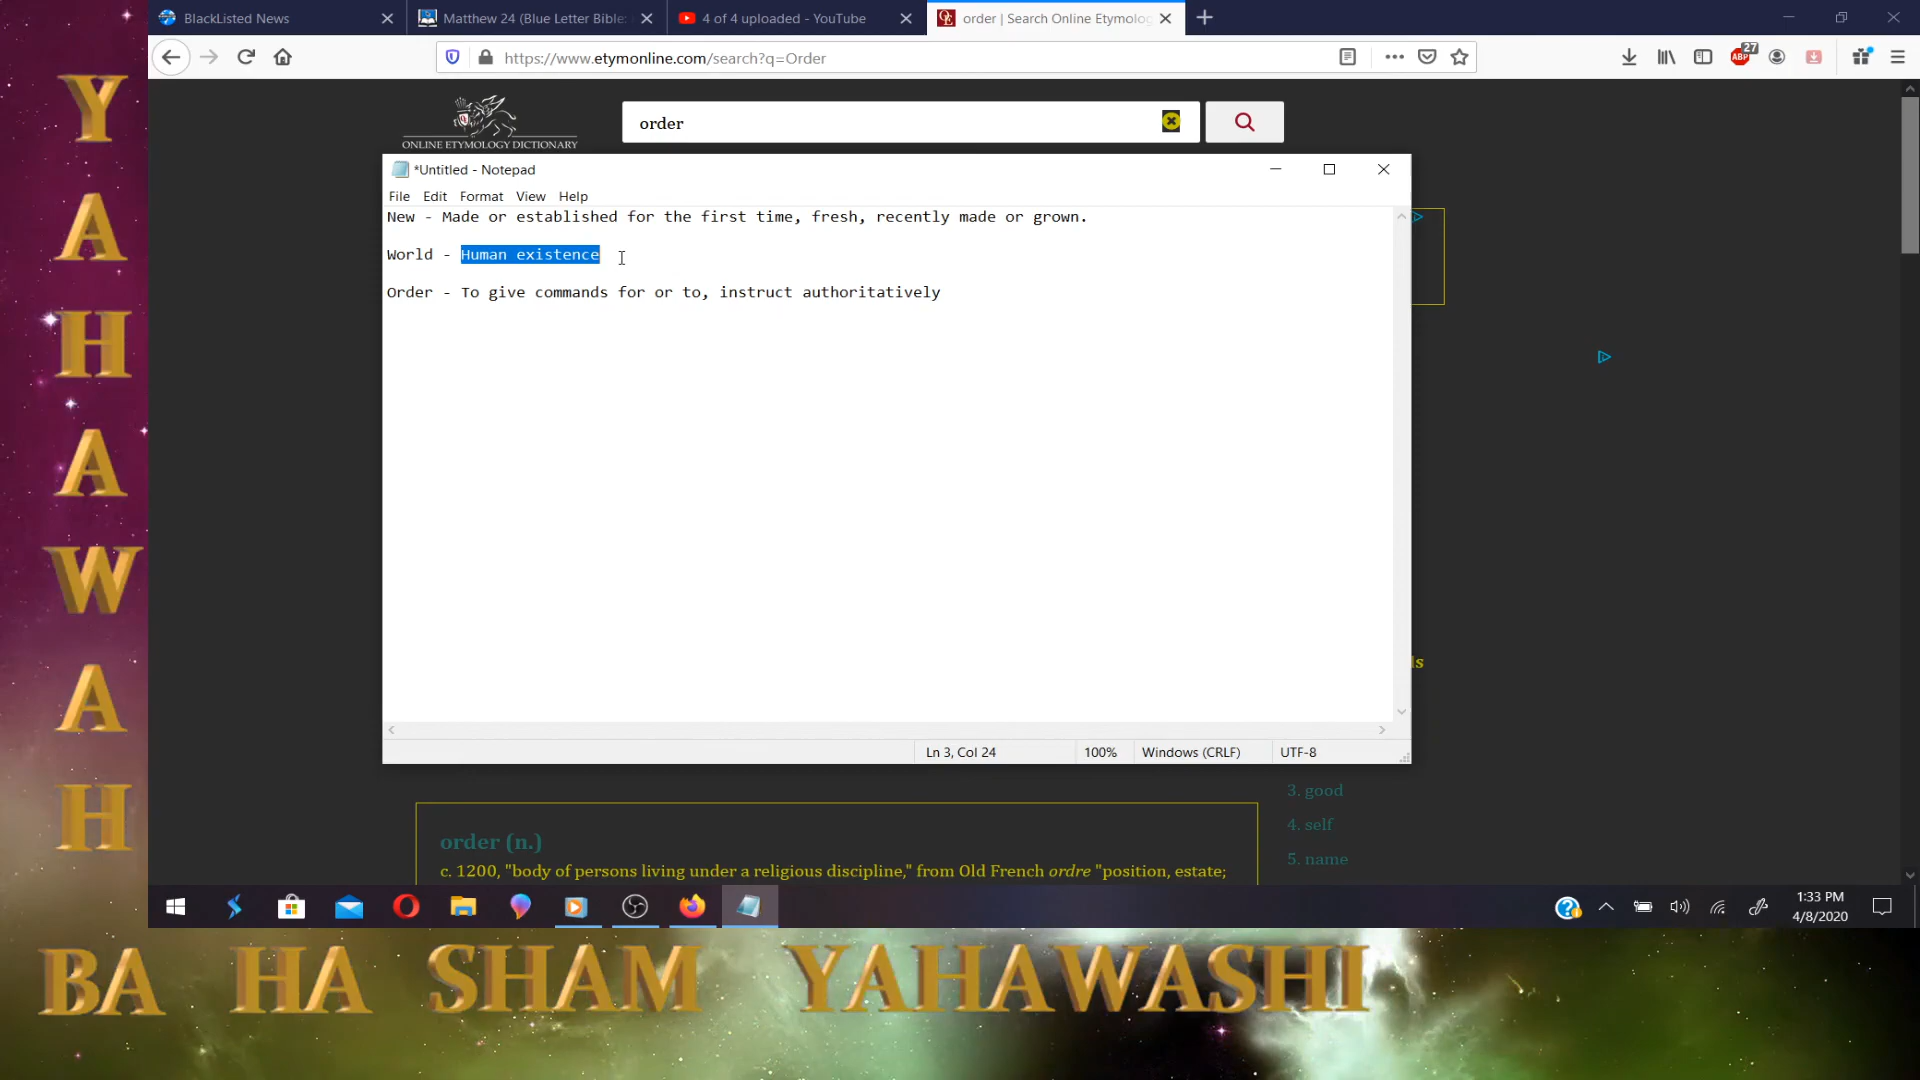 BlackListed News
Matthew 24 (Blue Letter Bible:
4 of 4 uploaded - YouTube
order | Search Online Etymolog
https://www.etymonline.com/search?q=Order
ABP 27
ONLINE ETYMOLOGY DICTIONARY
order
*Untitled - Notepad
File Edit Format View Help
New - Made or established for the first time, fresh, recently made or grown.
World - Human existence
Order - To give commands for or to, instruct authoritatively
ls
Ln 3, Col 24 100% Windows (CRLF) UTF-8
3. good
4. self
5. name
order (n.)
c. 1200, "body of persons living under a religious discipline," from Old French ordre "position, estate;
1:33 PM
4/8/2020
YAHAWAH
BA HA SHAM YAHAWASHI